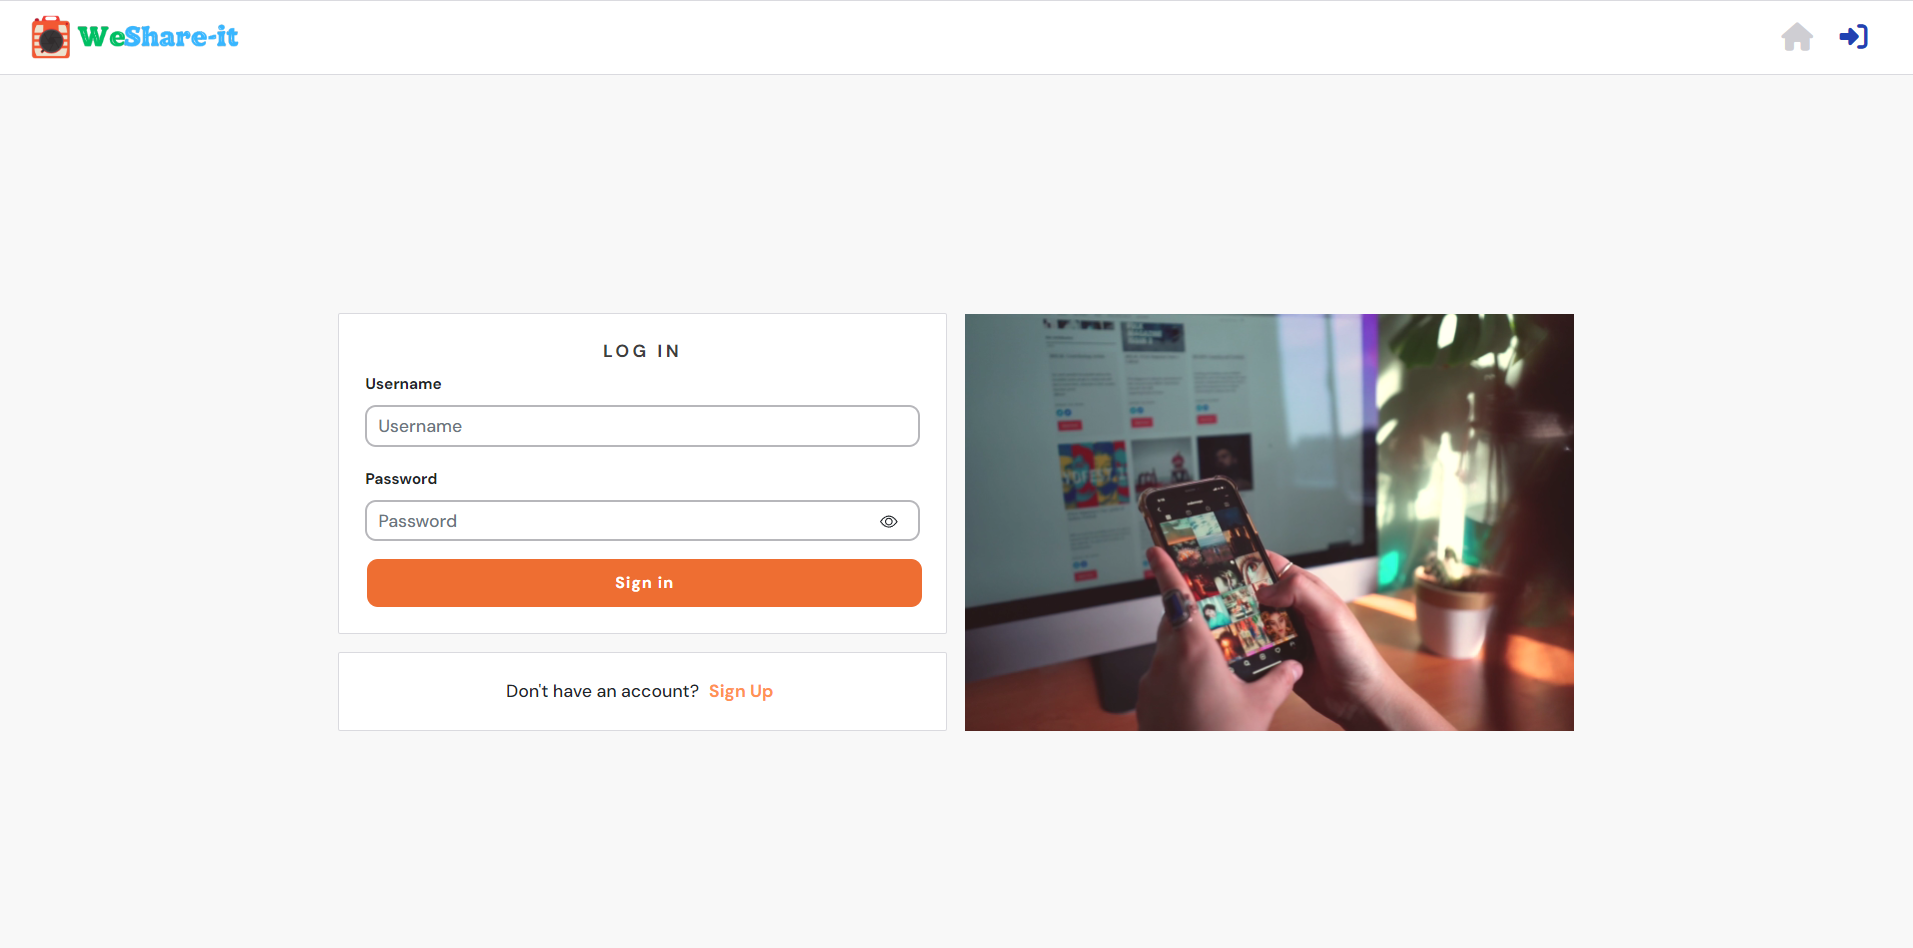 WeShare-it
LOG IN
Username
Username
Password
Password
Sign in
Don't have an account? Sign Up